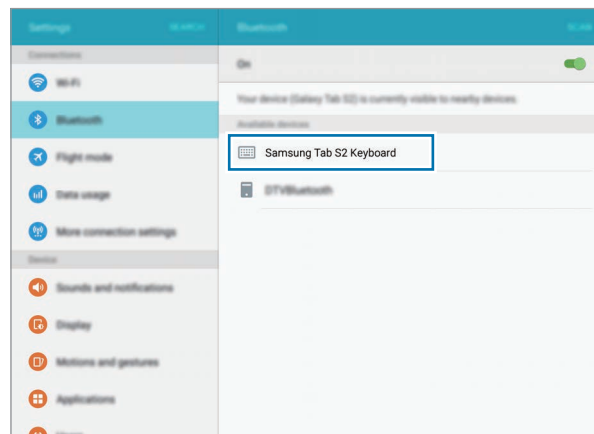 Settings
SEARCH
Bluetooth
SCAN
Connections
On
Wi-Fi
Your device (Galaxy Tab S2) is currently visible to nearby devices.
Bluetooth
Available devices
Flight mode
Samsung Tab S2 Keyboard
Data usage
DTVBluetooth
More connection settings
Device
Sounds and notifications
Display
Motions and gestures
Applications